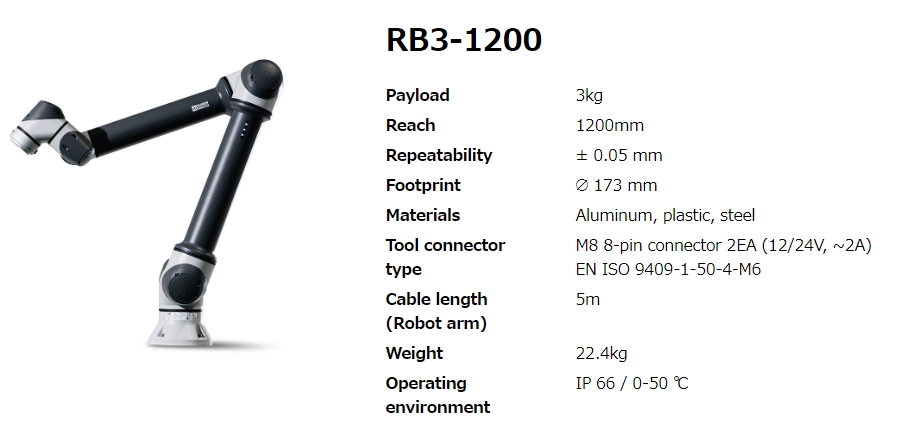 RB3-1200
Payload 3kg
Reach 1200mm
Repeatability ± 0.05 mm
Footprint ∅ 173 mm
Materials Aluminum, plastic, steel
Tool connector type M8 8-pin connector 2EA (12/24V, ~2A)
EN ISO 9409-1-50-4-M6
Cable length (Robot arm) 5m
Weight 22.4kg
Operating environment IP 66 / 0-50 ℃